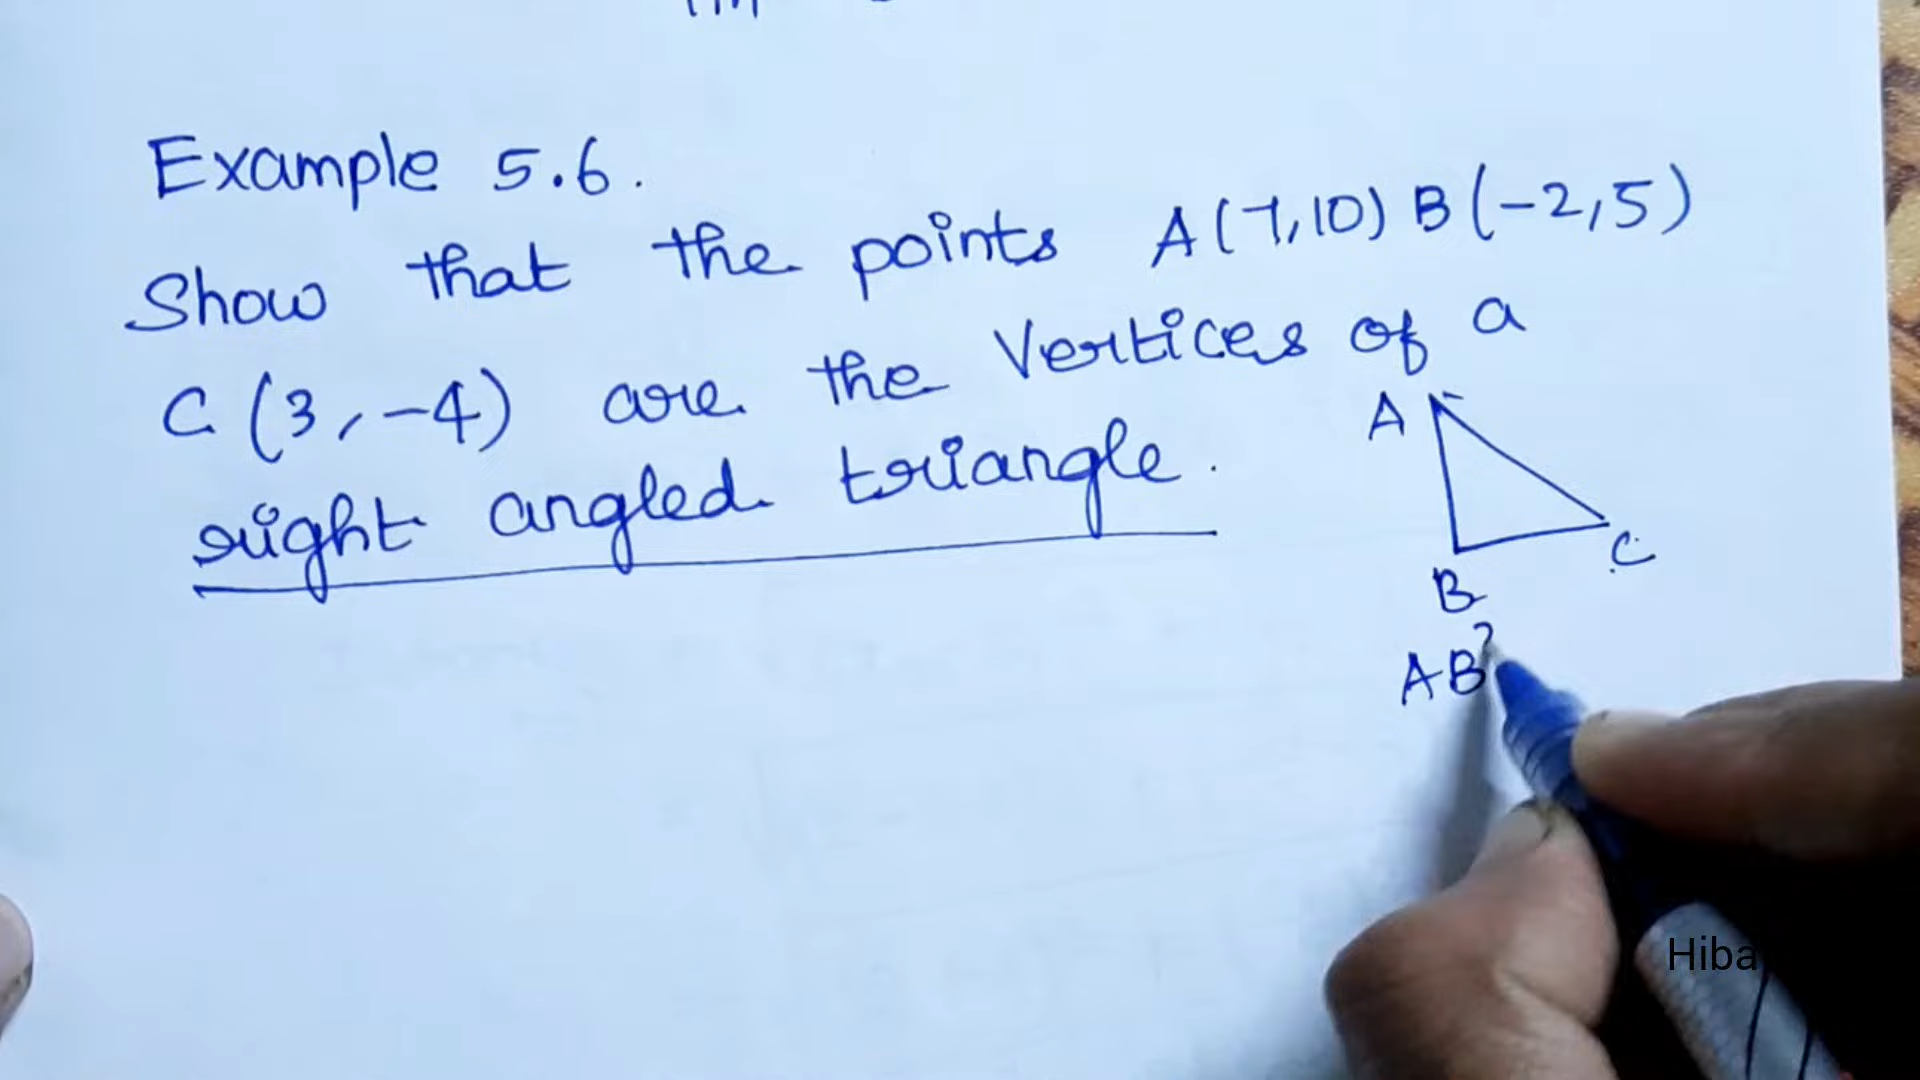 Example 5.6.
Show that the points A(7,10) B(-2,5)
C (3,-4) are the Vertices of a
right angled triangle.
A
C
B
AB²
Hiba